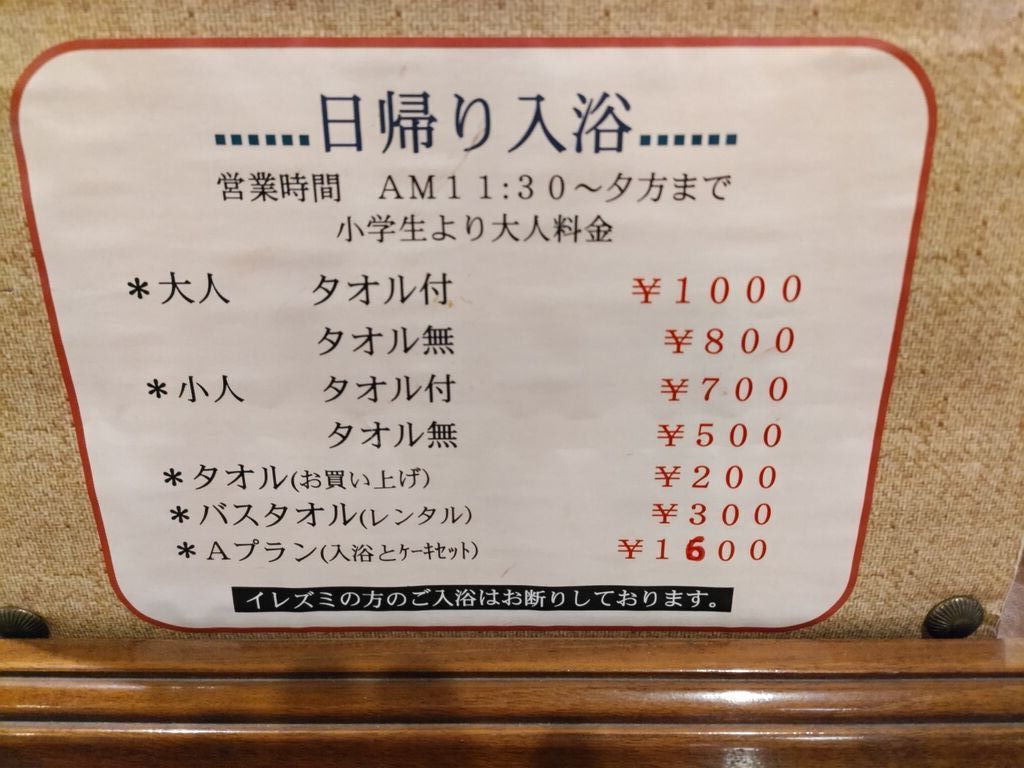 ......日帰り入浴......
営業時間　ＡＭ１１:３０～夕方まで
小学生より大人料金
＊大人　タオル付　￥１０００
タオル無　￥８００
＊小人　タオル付　￥７００
タオル無　￥５００
＊タオル(お買い上げ)　￥２００
＊バスタオル(レンタル)　￥３００
＊Ａプラン(入浴とｹｰｷｾｯﾄ)　￥１６００
イレズミの方のご入浴はお断りしております。